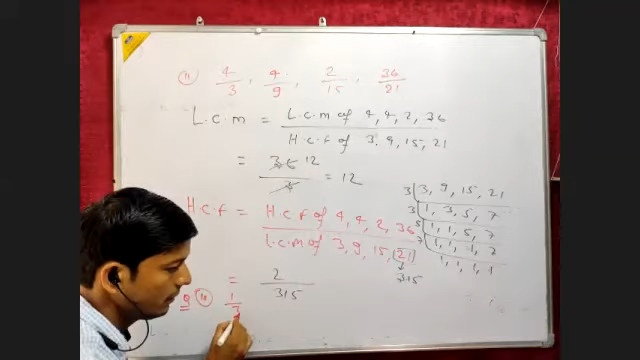 (11) 4/3, 4/9, 2/15, 36/21
L.C.M = L.C.M of 4, 4, 2, 36 / H.C.F of 3, 9, 15, 21
= 36 12 / 3 = 12
3 | 3, 9, 15, 21
3 | 1, 3, 5, 7
5 | 1, 1, 5, 7
7 | 1, 1, 1, 7
1, 1, 1, 1
H.C.F = H.C.F of 4, 4, 2, 36 / L.C.M of 3, 9, 15, 21
315
= 2 / 315
Q 1/3